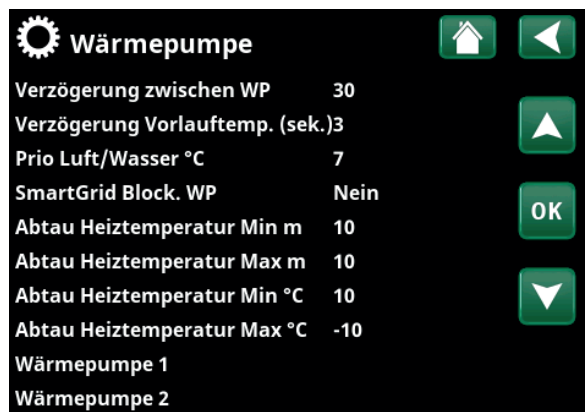 Wärmepumpe
Verzögerung zwischen WP 30
Verzögerung Vorlauftemp. (sek.)3
Prio Luft/Wasser °C 7
SmartGrid Block. WP Nein
Abtau Heiztemperatur Min m 10
Abtau Heiztemperatur Max m 10
Abtau Heiztemperatur Min °C 10
Abtau Heiztemperatur Max °C -10
Wärmepumpe 1
Wärmepumpe 2
OK